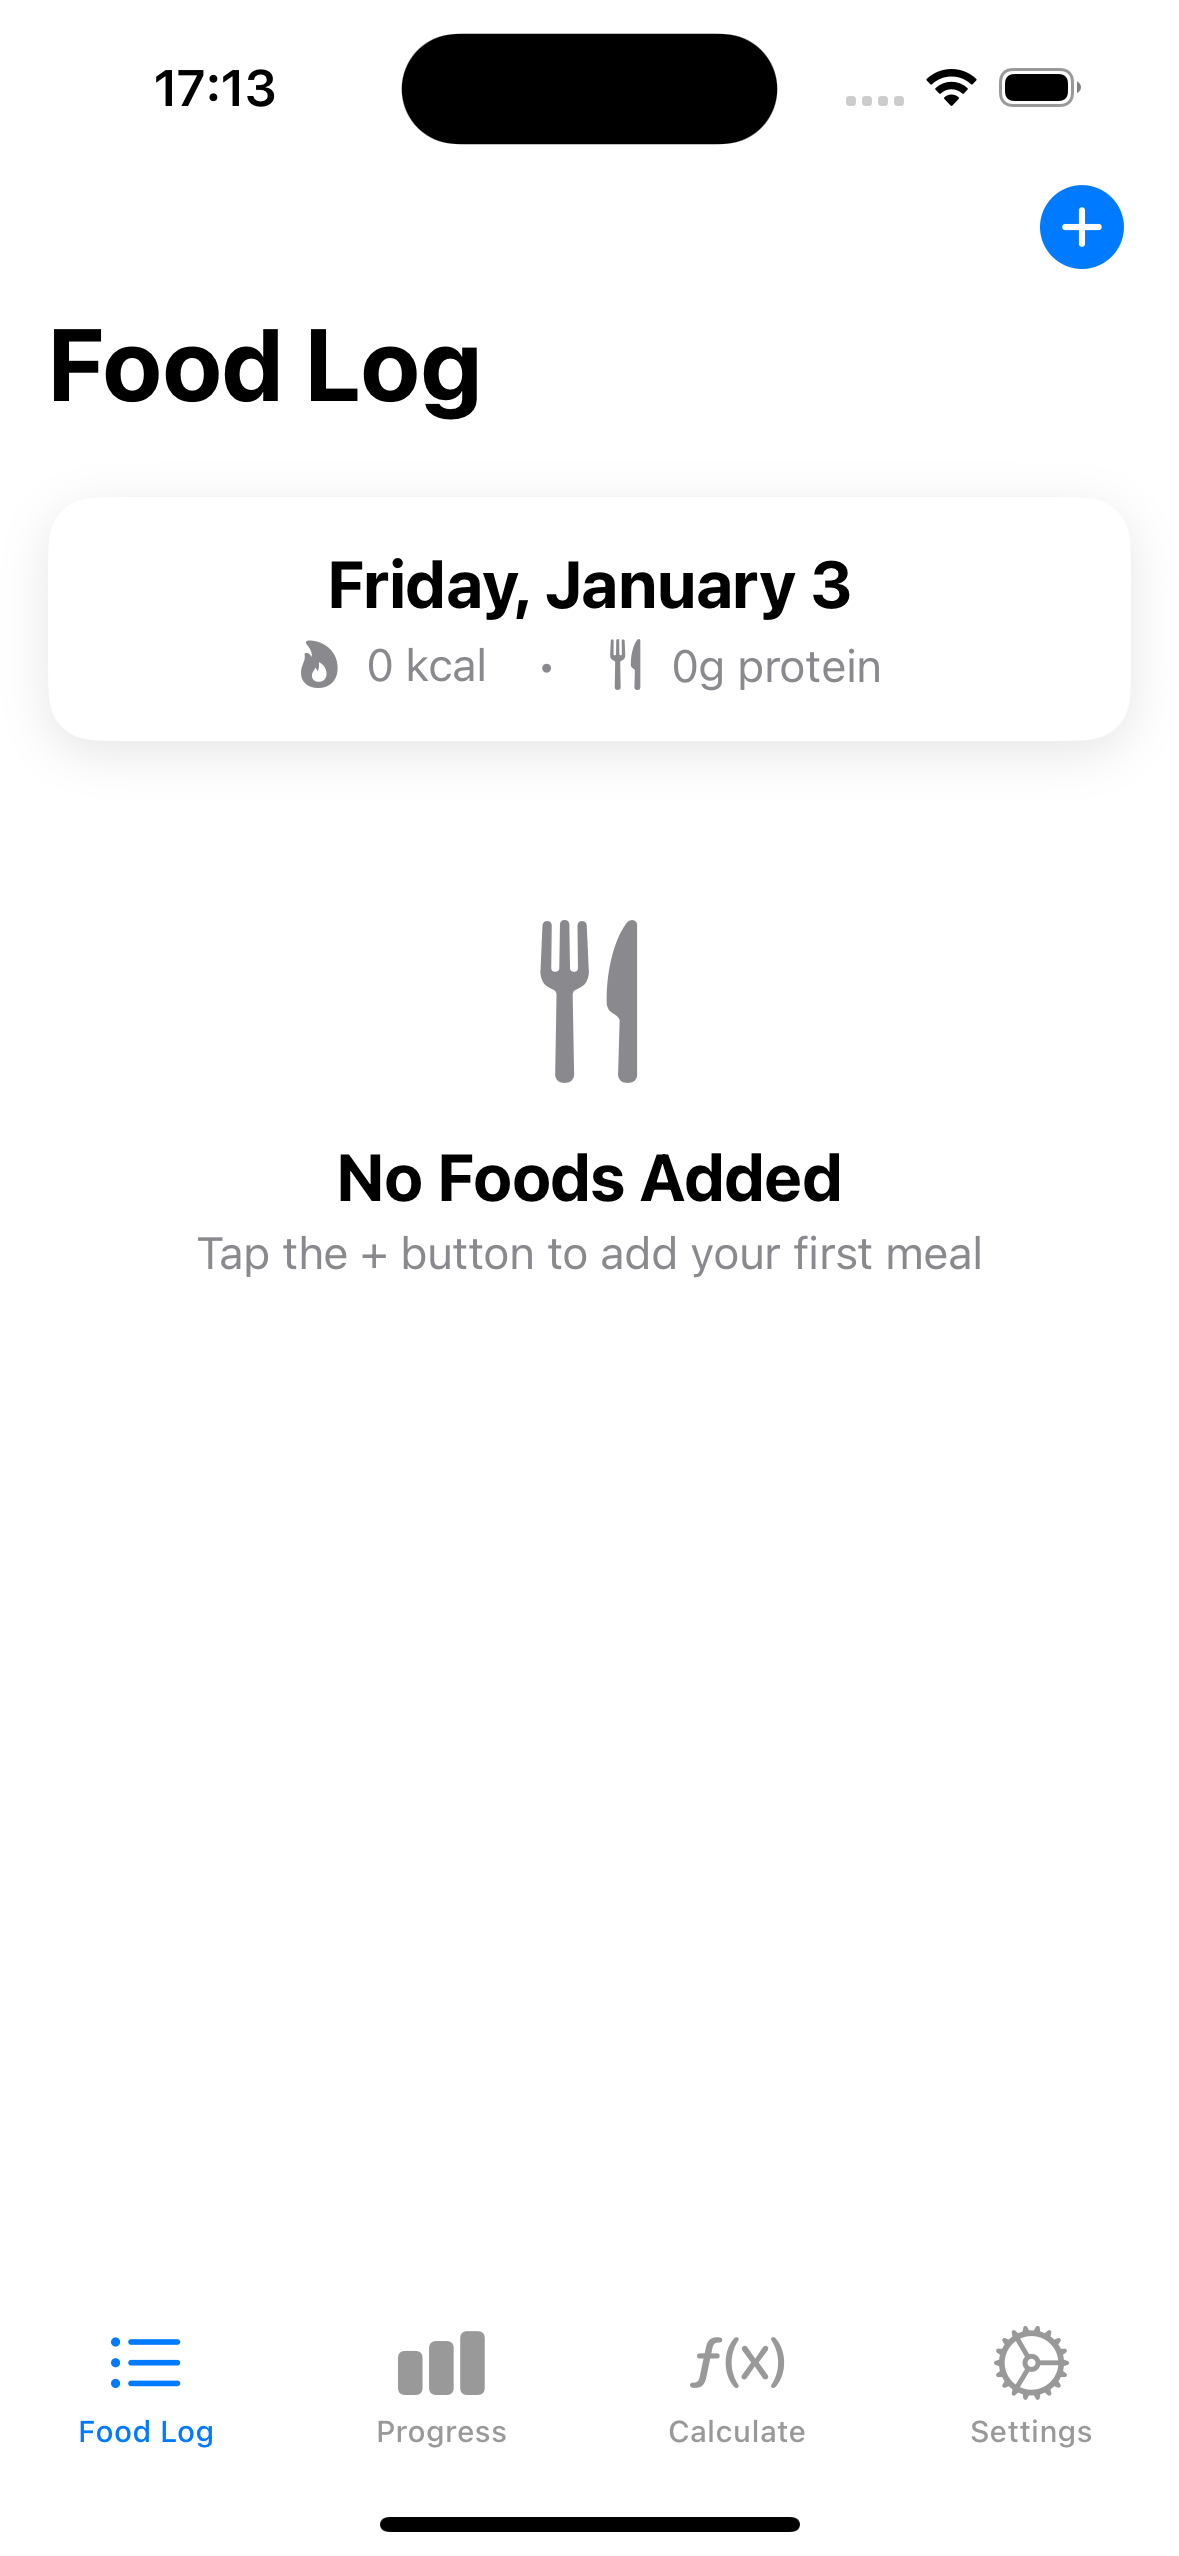 17:13
Food Log
Friday, January 3
0 kcal • 0g protein
No Foods Added
Tap the + button to add your first meal
f(x)
Food Log
Progress
Calculate
Settings